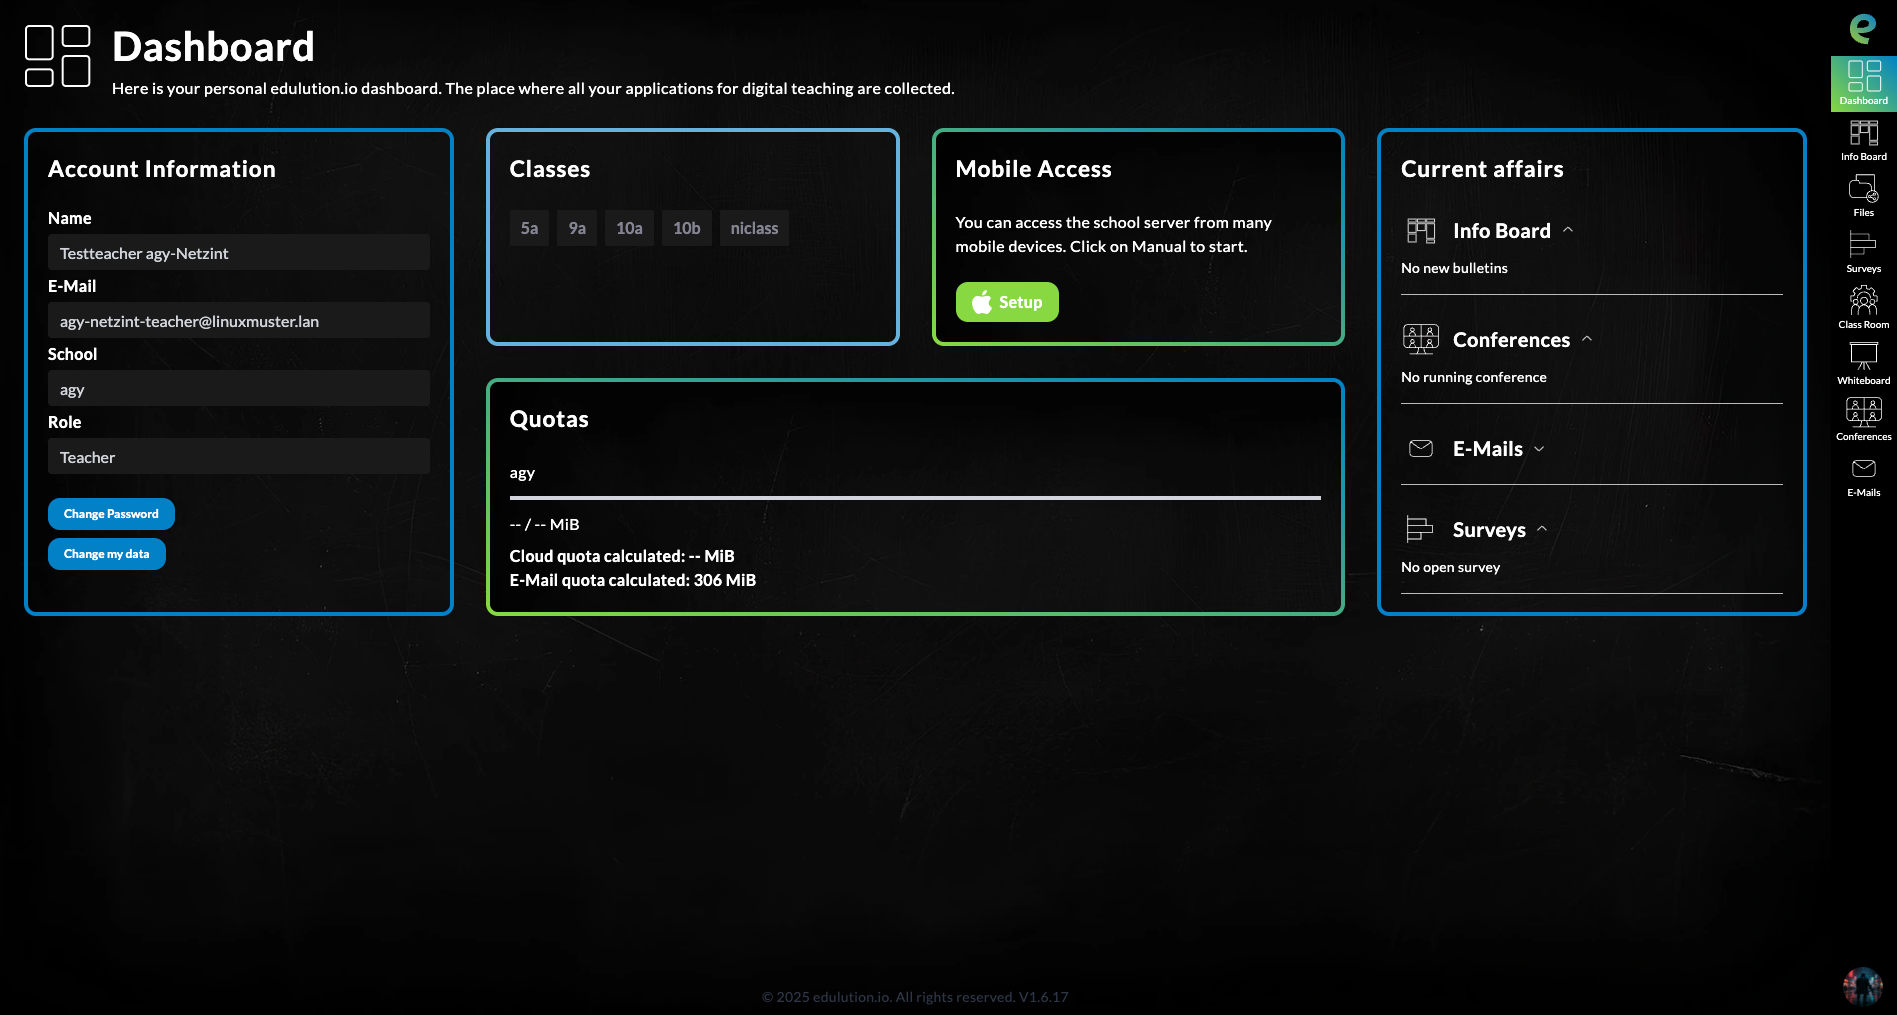 Dashboard
Here is your personal edulution.io dashboard. The place where all your applications for digital teaching are collected.
Account Information
Name
Testteacher agy-Netzint
E-Mail
agy-netzint-teacher@linuxmuster.lan
School
agy
Role
Teacher
Change Password
Change my data
Classes
5a 9a 10a 10b niclass
Mobile Access
You can access the school server from many
mobile devices. Click on Manual to start.
Setup
Quotas
agy
-- / -- MiB
Cloud quota calculated: -- MiB
E-Mail quota calculated: 306 MiB
Current affairs
Info Board
No new bulletins
Conferences
No running conference
E-Mails
Surveys
No open survey
Dashboard
Info Board
Files
Surveys
Class Room
Whiteboard
Conferences
E-Mails
© 2025 edulution.io. All rights reserved. V1.6.17